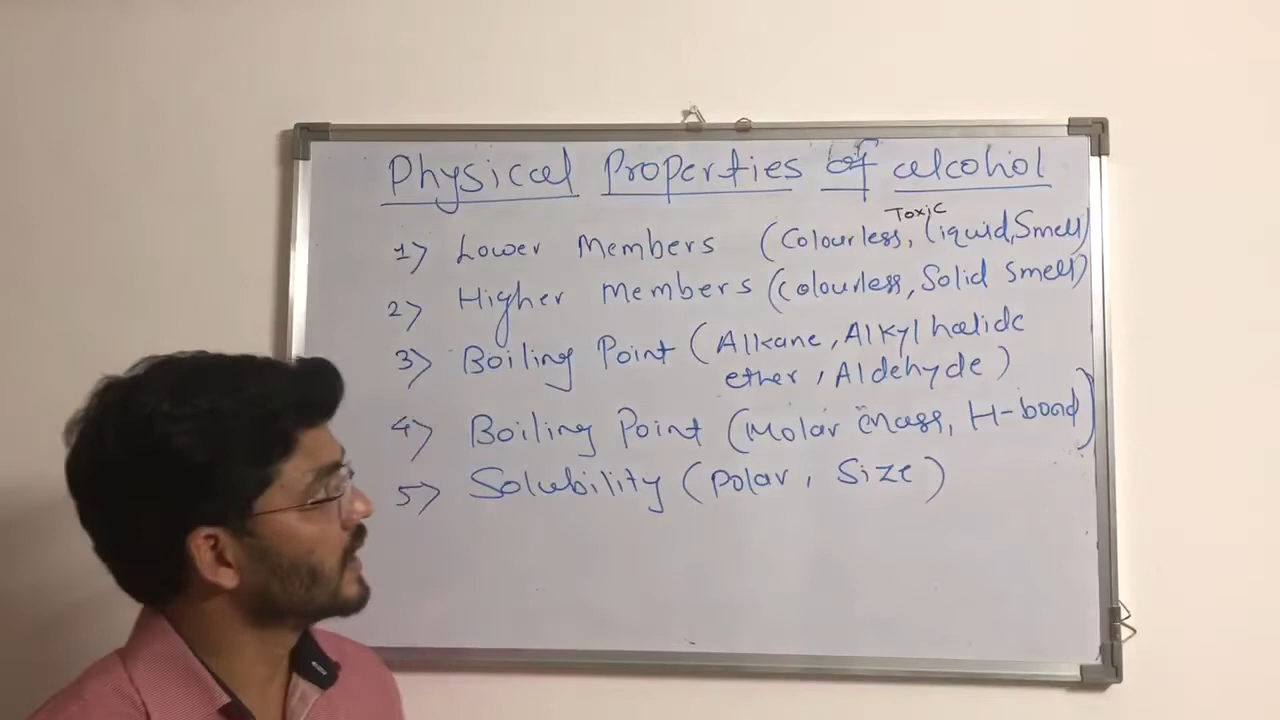 Physical Properties of alcohol
Toxic
1) Lower Members (Colourless, Liquid, Smell)
2) Higher Members (Colourless, Solid Smell)
3) Boiling Point (Alkane, Alkyl halide
ether, Aldehyde)
4) Boiling Point (Molar Mass, H-bond)
5) Solubility (Polar, Size)